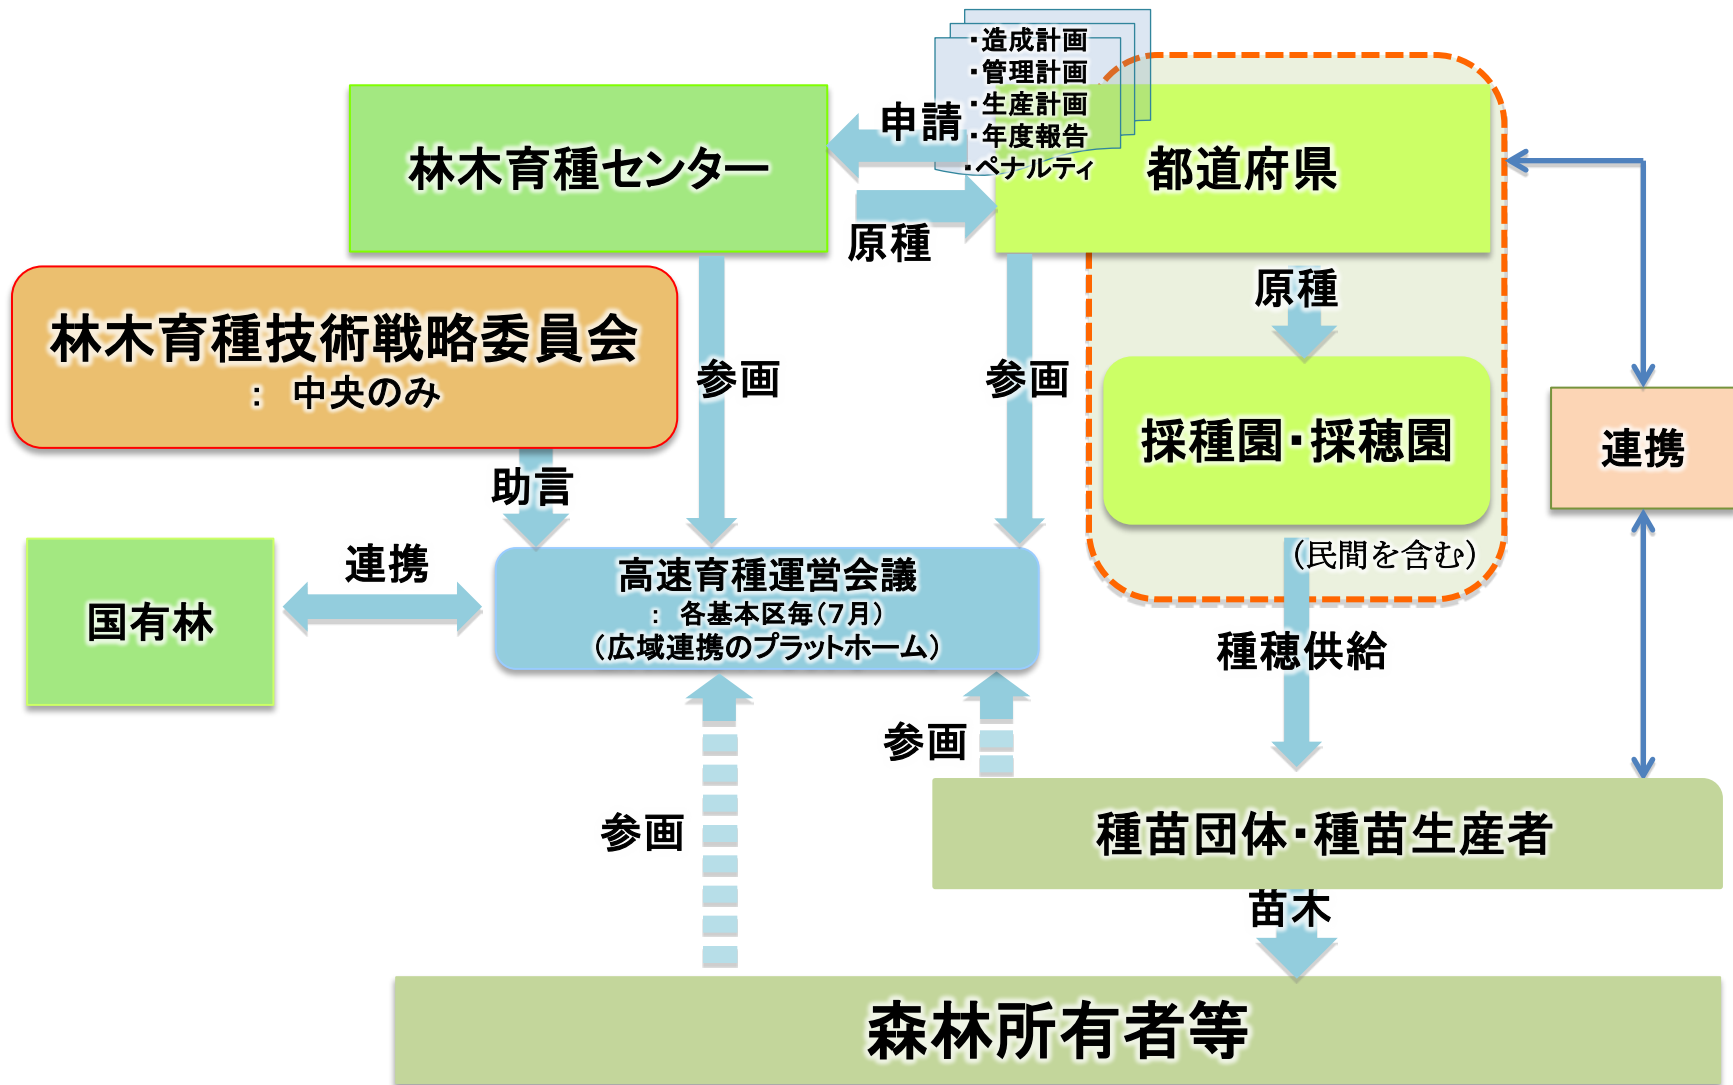 ・造成計画
・管理計画
・生産計画
・年度報告
・ペナルティ
申請
林木育種センター
都道府県
原種
原種
林木育種技術戦略委員会
： 中央のみ
参画
参画
採種園・採穂園
連携
助言
（民間を含む）
連携
高速育種運営会議
： 各基本区毎（７月）
（広域連携のプラットホーム）
国有林
種穂供給
参画
参画
種苗団体・種苗生産者
苗木
森林所有者等